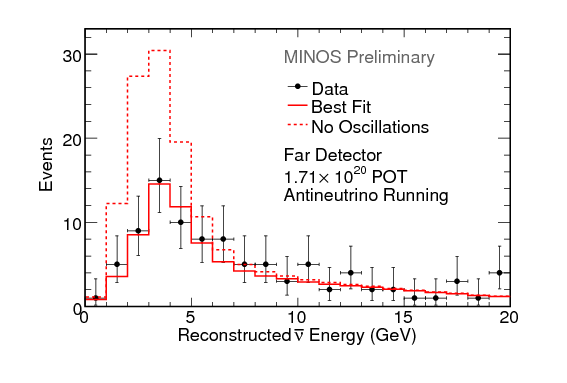 MINOS Preliminary
Data
Best Fit
No Oscillations
Far Detector
1.71× 10²⁰ POT
Antineutrino Running
Events
30
20
10
0
0 5 10 15 20
Reconstructed ν̅ Energy (GeV)